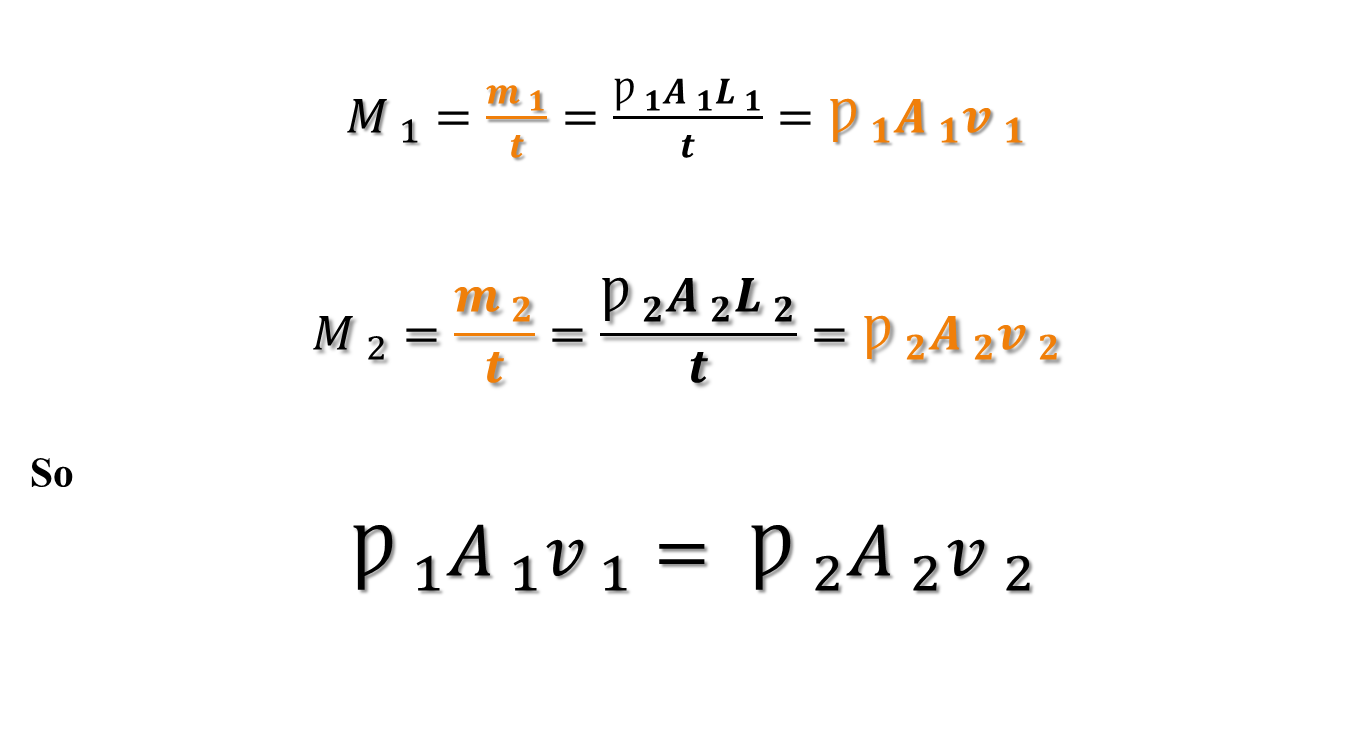 M ₁ = m ₁ / t = p ₁A ₁L ₁ / t = p ₁A ₁v ₁
M ₂ = m ₂ / t = p ₂A ₂L ₂ / t = p ₂A ₂v ₂
So
p ₁A ₁v ₁ = p ₂A ₂v ₂